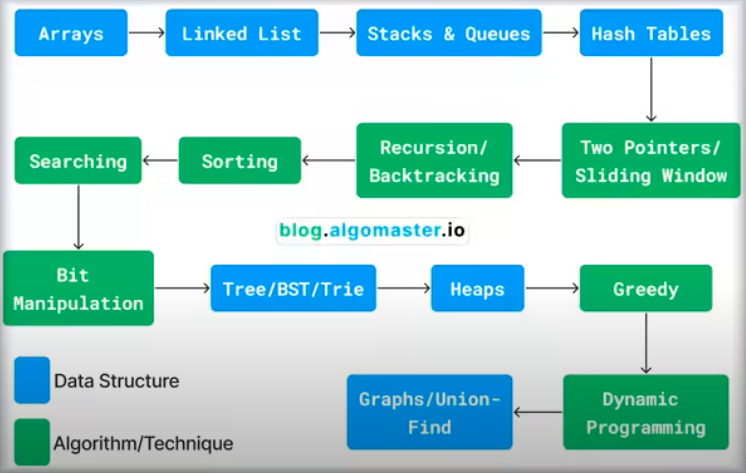 Arrays
Linked List
Stacks & Queues
Hash Tables
Two Pointers/
Sliding Window
Recursion/
Backtracking
Sorting
Searching
blog.algomaster.io
Bit
Manipulation
Tree/BST/Trie
Heaps
Greedy
Dynamic
Programming
Graphs/Union-
Find
Data Structure
Algorithm/Technique